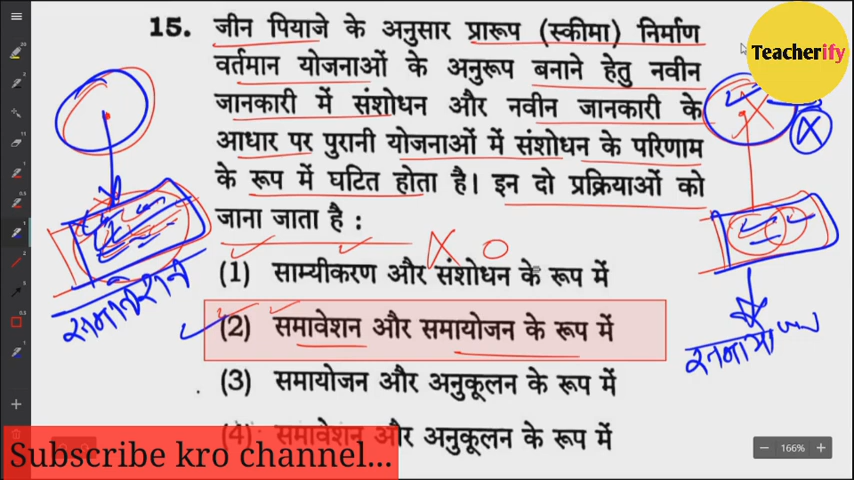 15. जीन पियाजे के अनुसार प्रारूप (स्कीमा) निर्माण
वर्तमान योजनाओं के अनुरूप बनाने हेतु नवीन
जानकारी में संशोधन और नवीन जानकारी के
आधार पर पुरानी योजनाओं में संशोधन के परिणाम
के रूप में घटित होता है। इन दो प्रक्रियाओं को
जाना जाता है :
(1) साम्यीकरण और संशोधन के रूप में
(2) समावेशन और समायोजन के रूप में
(3) समायोजन और अनुकूलन के रूप में
(4) समावेशन और अनुकूलन के रूप में
समावेशन
Teacherify
Subscribe kro channel...
166%